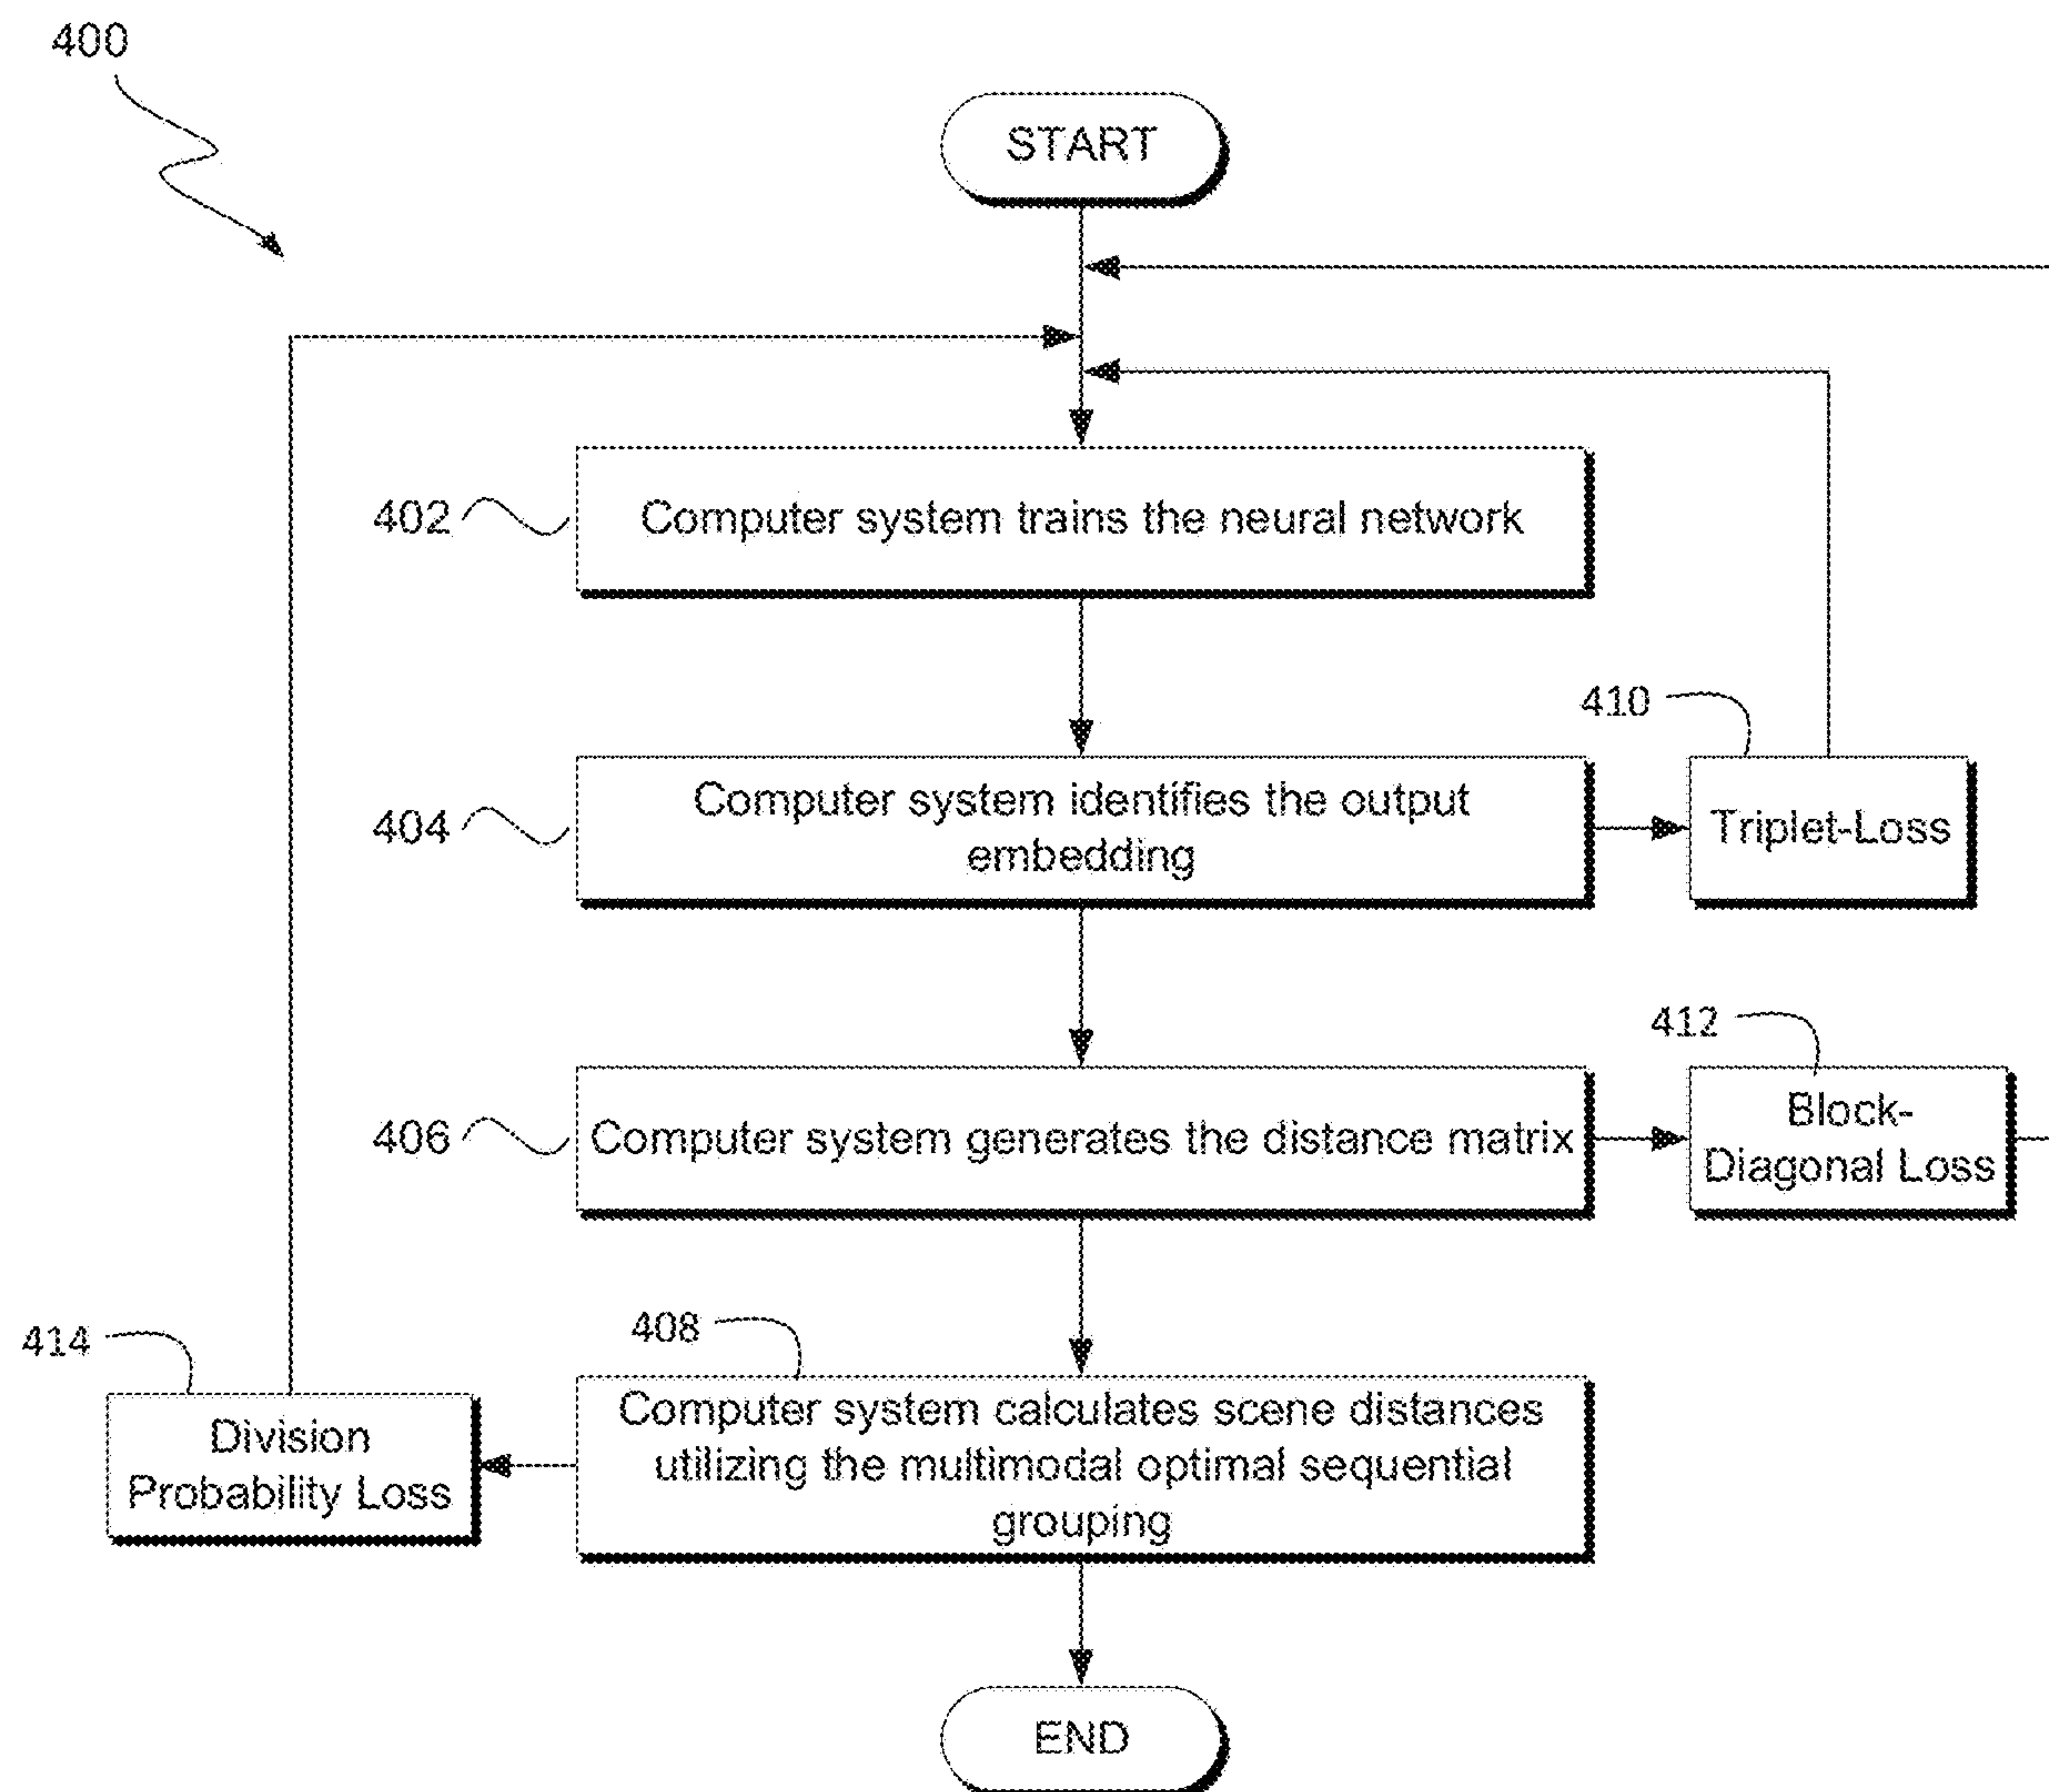 400
START
402
Computer system trains the neural network
410
404
Computer system identifies the output
embedding
Triplet-Loss
412
406
Computer system generates the distance matrix
Block-
Diagonal Loss
414
408
Division
Probability Loss
Computer system calculates scene distances
utilizing the multimodal optimal sequential
grouping
END